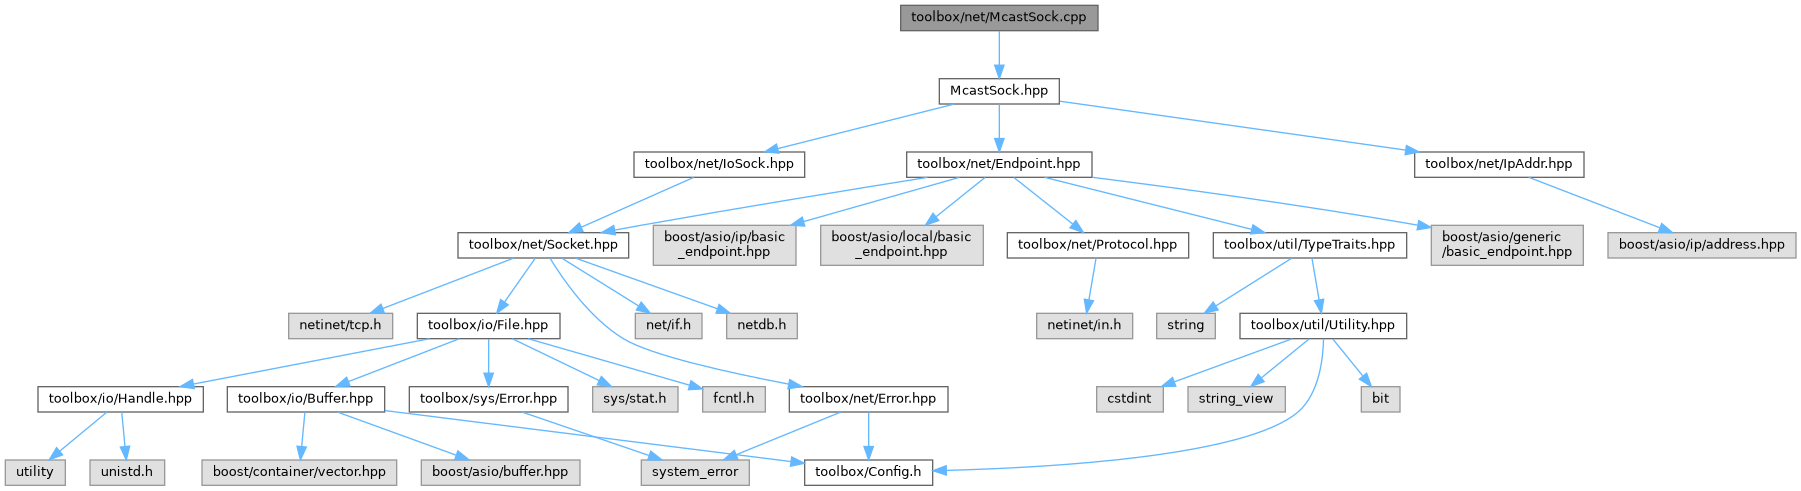 toolbox/net/McastSock.cpp
McastSock.hpp
toolbox/net/IoSock.hpp
toolbox/net/Endpoint.hpp
toolbox/net/IpAddr.hpp
toolbox/net/Socket.hpp
boost/asio/ip/basic
_endpoint.hpp
boost/asio/local/basic
_endpoint.hpp
toolbox/net/Protocol.hpp
toolbox/util/TypeTraits.hpp
boost/asio/generic
/basic_endpoint.hpp
boost/asio/ip/address.hpp
netinet/tcp.h
toolbox/io/File.hpp
net/if.h
netdb.h
netinet/in.h
string
toolbox/util/Utility.hpp
toolbox/io/Handle.hpp
toolbox/io/Buffer.hpp
toolbox/sys/Error.hpp
sys/stat.h
fcntl.h
toolbox/net/Error.hpp
cstdint
string_view
bit
utility
unistd.h
boost/container/vector.hpp
boost/asio/buffer.hpp
system_error
toolbox/Config.h